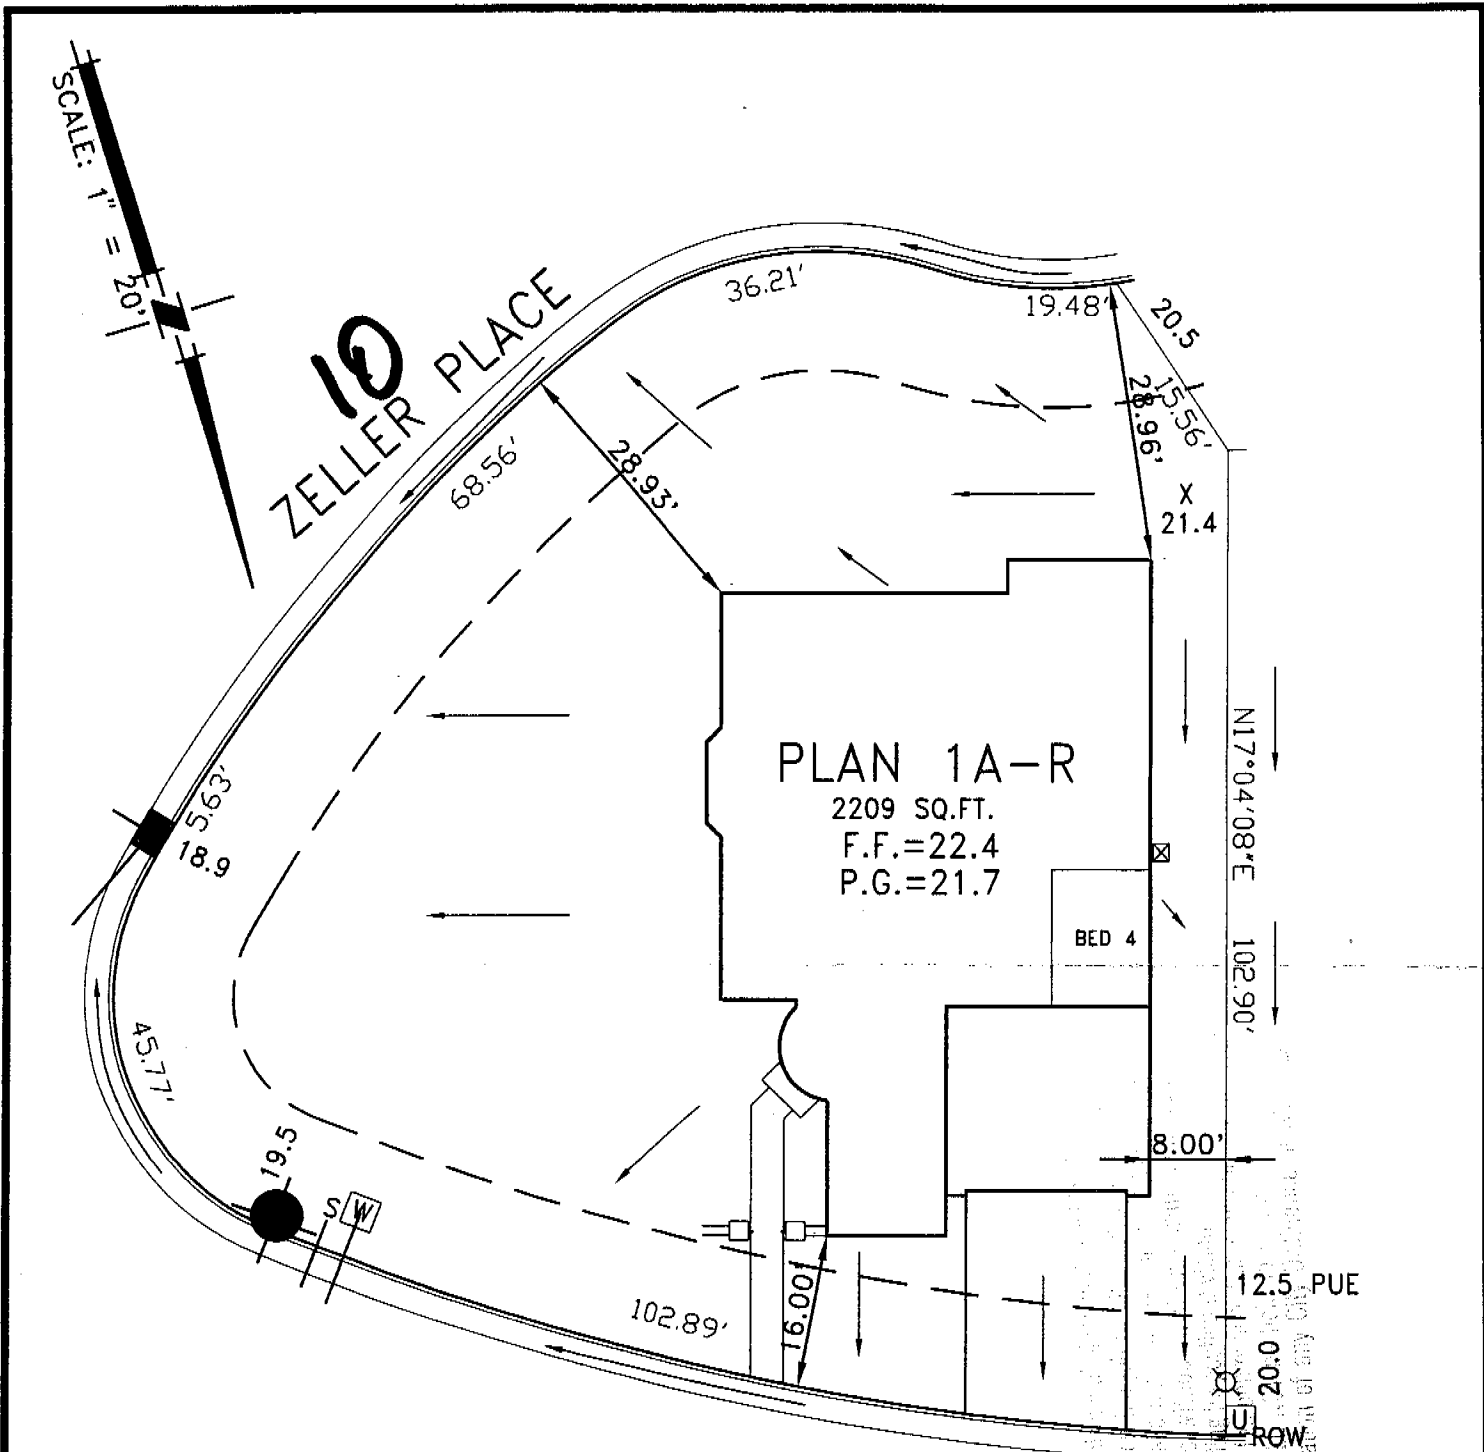 SCALE: 1" = 20'
10
ZELLER PLACE
36.21'
19.48'
20.5
15.56'
28.96'
68.56'
28.93'
X
21.4
N17°04'08"E 102.90'
PLAN 1A-R
2209 SQ.FT.
F.F.=22.4
P.G.=21.7
5.63'
18.9
BED 4
45.77'
8.00'
19.5
S W
12.5 PUE
16.00'
102.89'
20.0
U
ROW